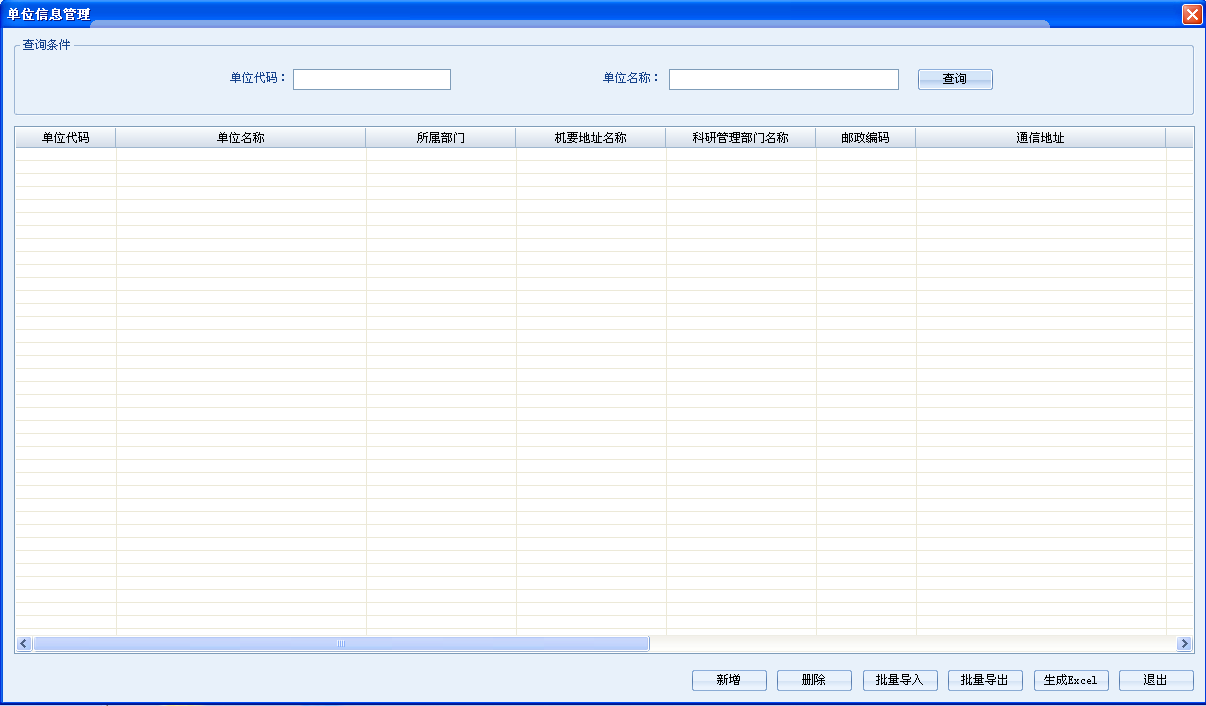 单位信息管理
查询条件
单位代码： 单位名称： 查询
单位代码 单位名称 所属部门 机要地址名称 科研管理部门名称 邮政编码 通信地址
新增 删除 批量导入 批量导出 生成Excel 退出